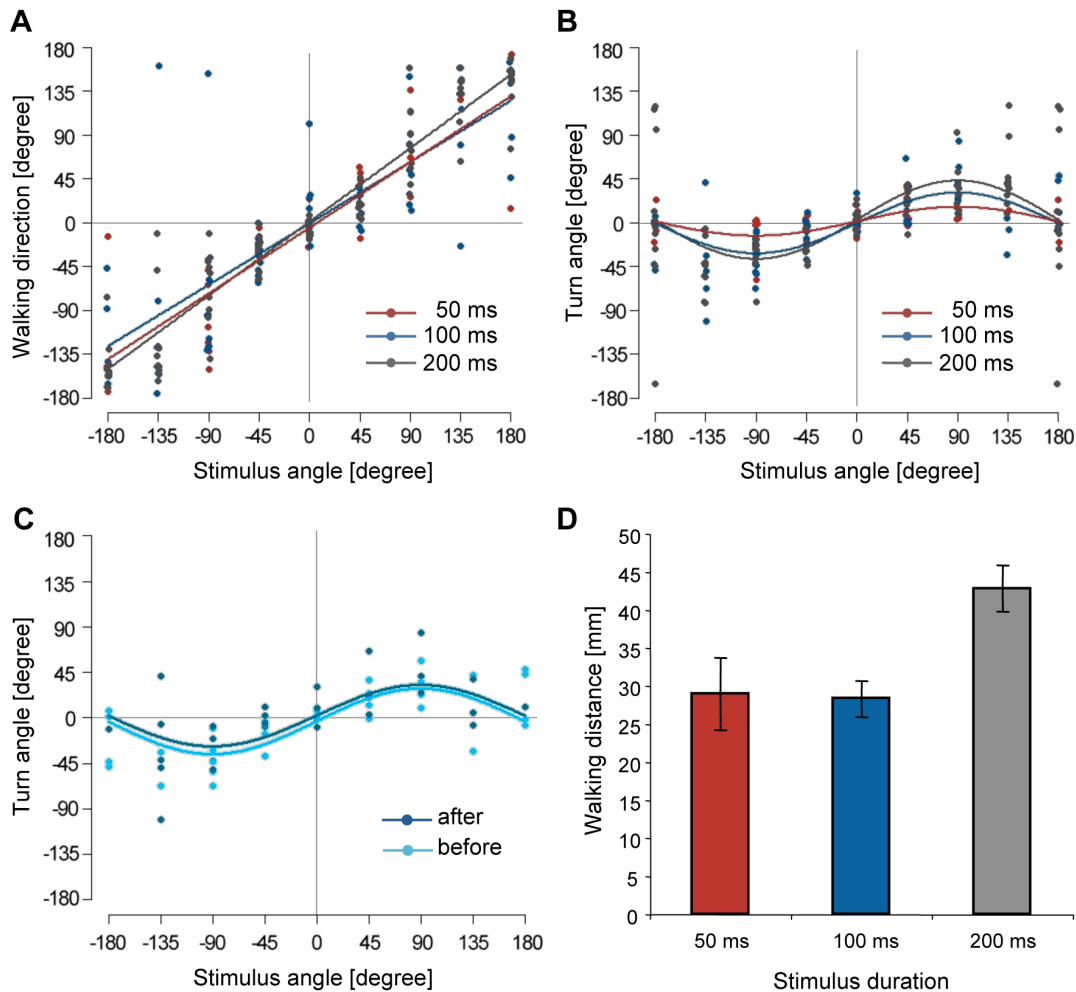 A
Walking direction [degree]
180
135
90
45
0
-45
-90
-135
-180
50 ms
100 ms
200 ms
-180 -135 -90 -45 0 45 90 135 180
Stimulus angle [degree]
B
Turn angle [degree]
180
135
90
45
0
-45
-90
-135
-180
50 ms
100 ms
200 ms
-180 -135 -90 -45 0 45 90 135 180
Stimulus angle [degree]
C
Turn angle [degree]
180
135
90
45
0
-45
-90
-135
-180
after
before
-180 -135 -90 -45 0 45 90 135 180
Stimulus angle [degree]
D
Walking distance [mm]
50
45
40
35
30
25
20
15
10
5
0
50 ms 100 ms 200 ms
Stimulus duration